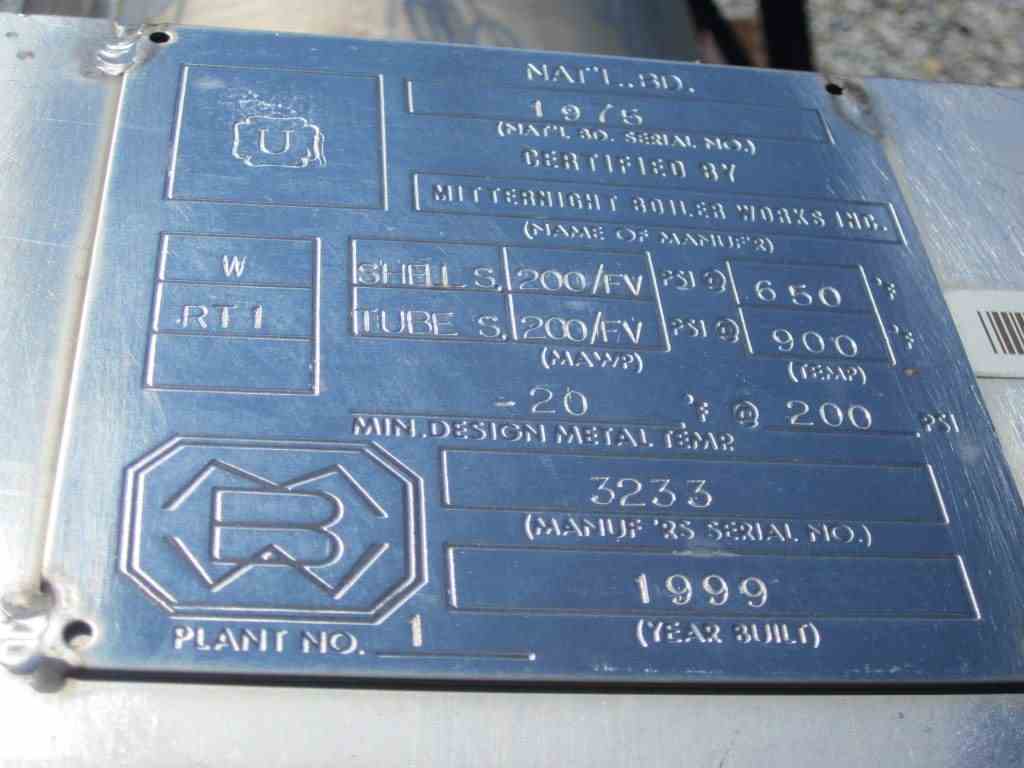 NAT'L. BD.
1975
(NAT'L BD. SERIAL NO.)
U
CERTIFIED BY
MITTERNIGHT BOILER WORKS INC.
(NAME OF MANUF'R)
W
SHELL S. 200/FV PSI @ 650 °F
RT1
TUBE S. 200/FV PSI @ 900 °F
(MAWP) (TEMP)
-20 °F @ 200 PSI
MIN. DESIGN METAL TEMP.
3233
(MANUF'RS SERIAL NO.)
MBW
1999
(YEAR BUILT)
PLANT NO. 1